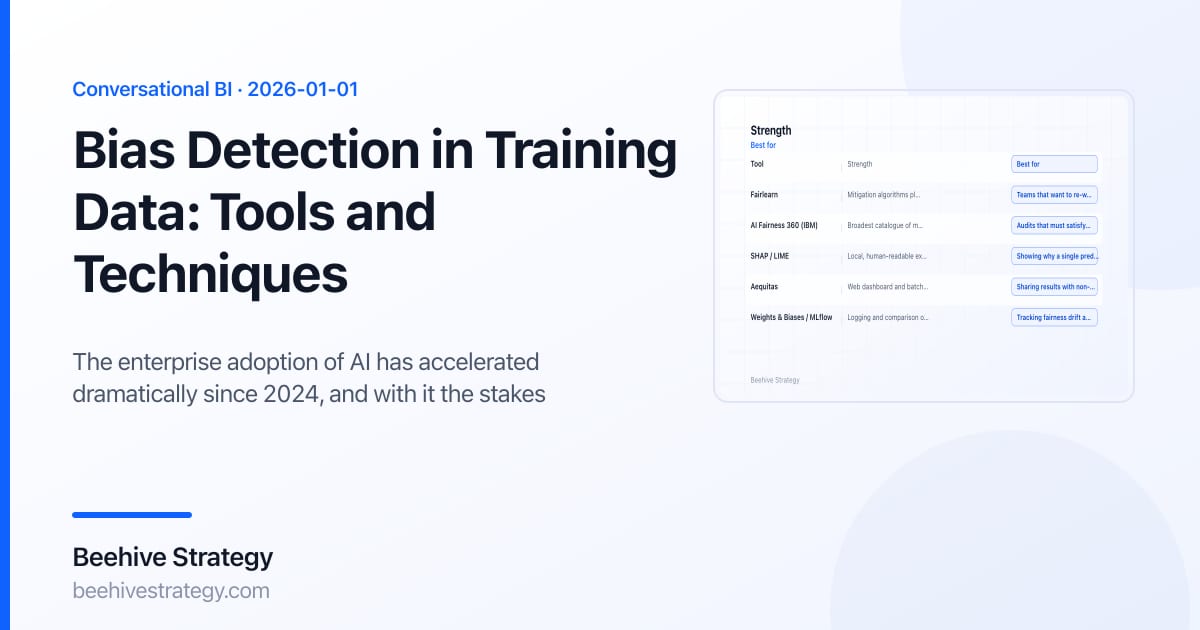 Conversational BI · 2026-01-01
Bias Detection in Training
Data: Tools and
Techniques
The enterprise adoption of AI has accelerated
dramatically since 2024, and with it the stakes
Beehive Strategy
beehivestrategy.com
Strength
Best for
Tool Strength Best for
Fairlearn Mitigation algorithms pl... Teams that want to re-w...
AI Fairness 360 (IBM) Broadest catalogue of m... Audits that must satisfy...
SHAP / LIME Local, human-readable ex... Showing why a single pred...
Aequitas Web dashboard and batch... Sharing results with non-...
Weights & Biases / MLflow Logging and comparison o... Tracking fairness drift a...
Beehive Strategy